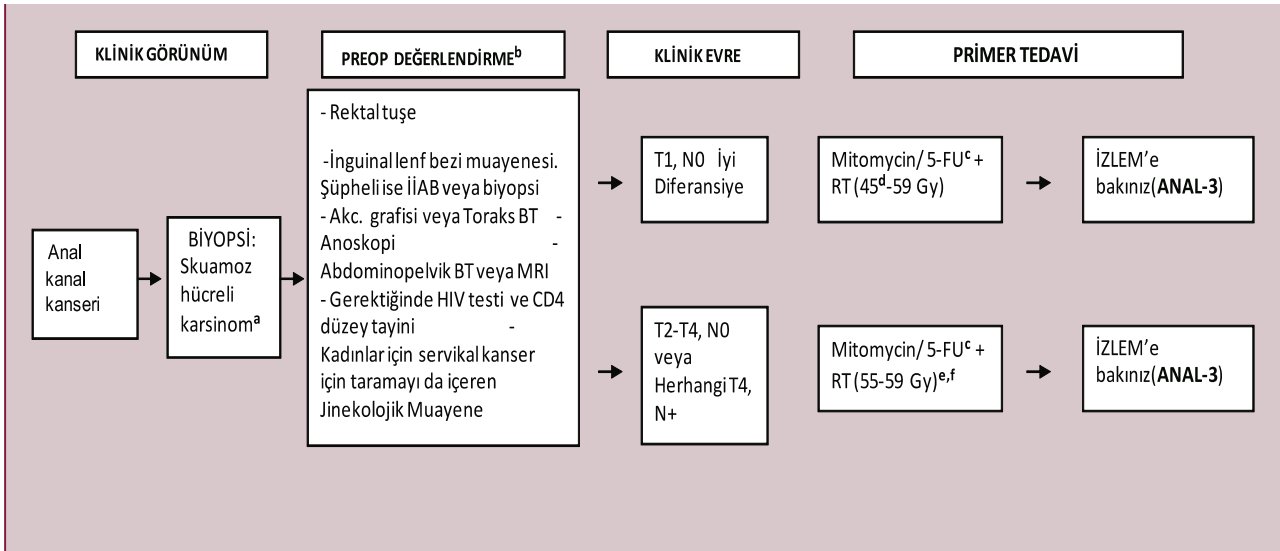 KLİNİK GÖRÜNÜM
PREOP DEĞERLENDİRMEᵇ
KLİNİK EVRE
PRİMER TEDAVİ
Anal
kanal
kanseri
BİYOPSİ:
Skuamoz
hücreli
karsinomᵃ
- Rektal tuşe
-İnguinal lenf bezi muayenesi.
Şüpheli ise İİAB veya biyopsi
- Akc. grafisi veya Toraks BT -
Anoskopi -
Abdominopelvik BT veya MRI
- Gerektiğinde HIV testi ve CD4
düzey tayini -
Kadınlar için servikal kanser
için taramayı da içeren
Jinekolojik Muayene
T1, N0 İyi
Diferansiye
Mitomycin/ 5-FUᶜ +
RT (45ᵈ-59 Gy)
İZLEM’e
bakınız(ANAL-3)
T2-T4, N0
veya
Herhangi T4,
N+
Mitomycin/ 5-FUᶜ +
RT (55-59 Gy)ᵉ,ᶠ
İZLEM’e
bakınız(ANAL-3)